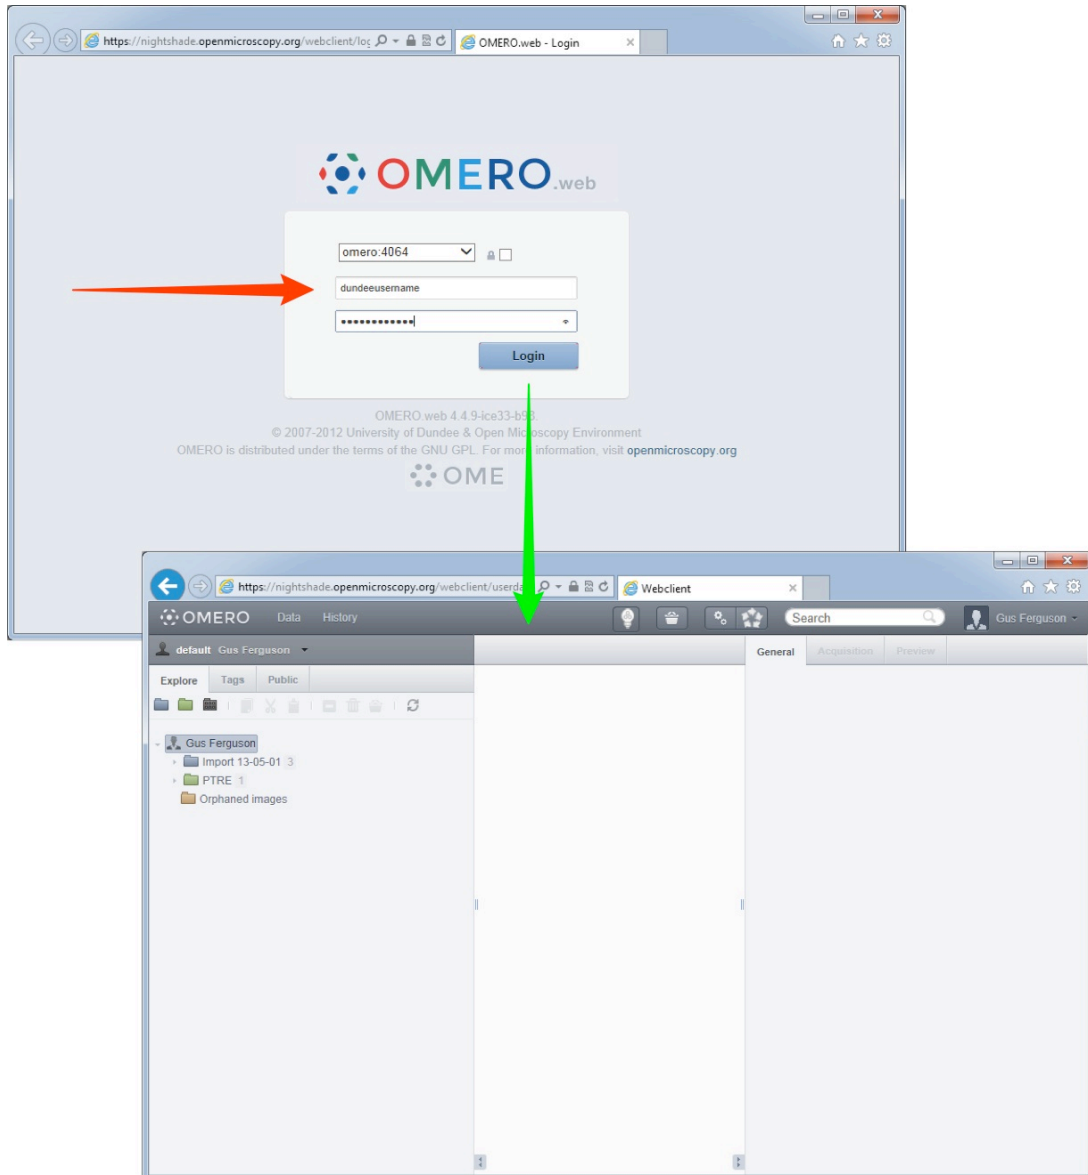 https://nightshade.openmicroscopy.org/webclient/log
OMERO.web - Login
OMERO.web
omero:4064
dundeeusername
••••••••••••
Login
OMERO.web 4.4.9-ice33-b98.
© 2007-2012 University of Dundee & Open Microscopy Environment
OMERO is distributed under the terms of the GNU GPL. For more information, visit openmicroscopy.org
OME
https://nightshade.openmicroscopy.org/webclient/userda
Webclient
OMERO Data History Search Gus Ferguson
default Gus Ferguson
General Acquisition Preview
Explore Tags Public
Gus Ferguson
Import 13-05-01 3
PTRE 1
Orphaned images